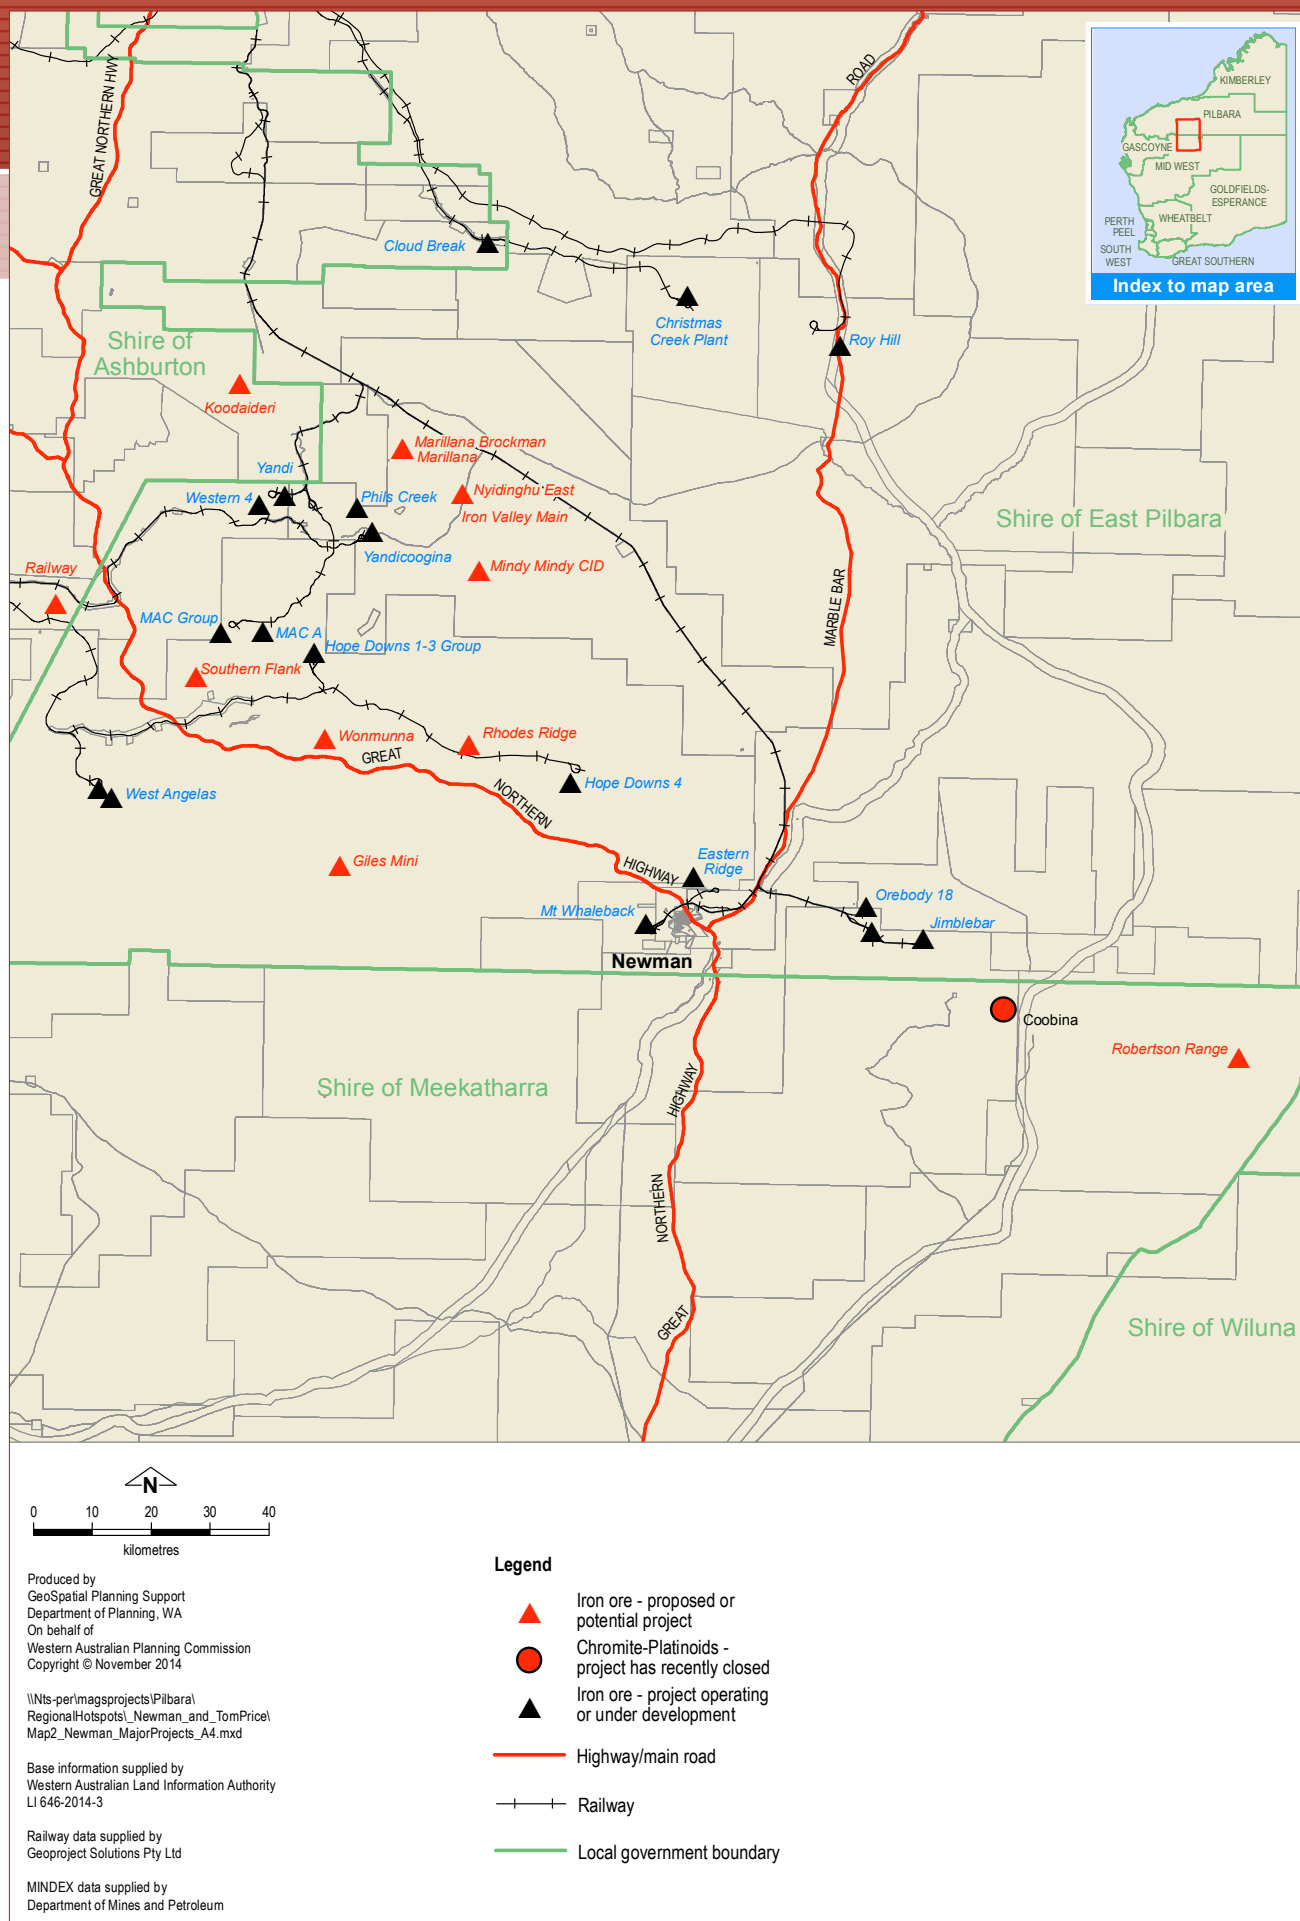 GREAT NORTHERN HWY
ROAD
KIMBERLEY
PILBARA
GASCOYNE
MID WEST
GOLDFIELDS-
ESPERANCE
PERTH
PEEL
WHEATBELT
SOUTH
WEST
GREAT SOUTHERN
Index to map area
Cloud Break
Christmas
Creek Plant
Roy Hill
Shire of
Ashburton
Koodaideri
Marillana Brockman
Marillana
Yandi
Western 4
Phils Creek
Nyidinghu East
Iron Valley Main
Shire of East Pilbara
Yandicoogina
Mindy Mindy CID
Railway
MARBLE BAR
MAC Group
MAC A
Hope Downs 1-3 Group
Southern Flank
Wonmunna
Rhodes Ridge
GREAT
NORTHERN
Hope Downs 4
West Angelas
Giles Mini
HIGHWAY
Eastern
Ridge
Orebody 18
Mt Whaleback
Jimblebar
Newman
Coobina
Robertson Range
Shire of Meekatharra
HIGHWAY
NORTHERN
GREAT
Shire of Wiluna
N
0 10 20 30 40
kilometres
Produced by
GeoSpatial Planning Support
Department of Planning, WA
On behalf of
Western Australian Planning Commission
Copyright © November 2014
\\Nts-per\magsprojects\Pilbara\
RegionalHotspots\_Newman_and_TomPrice\
Map2_Newman_MajorProjects_A4.mxd
Base information supplied by
Western Australian Land Information Authority
LI 646-2014-3
Railway data supplied by
Geoproject Solutions Pty Ltd
MINDEX data supplied by
Department of Mines and Petroleum
Legend
Iron ore - proposed or
potential project
Chromite-Platinoids -
project has recently closed
Iron ore - project operating
or under development
Highway/main road
Railway
Local government boundary